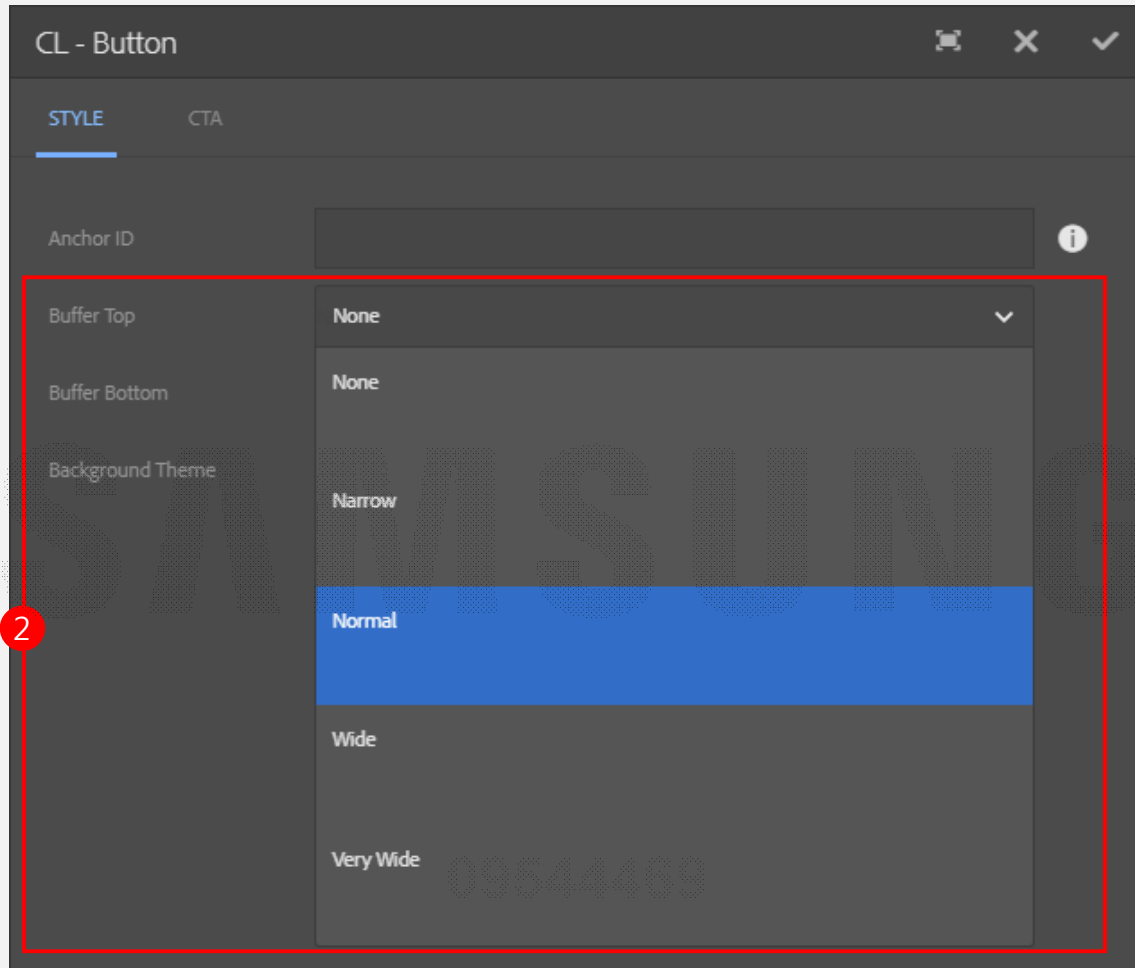 CL - Button
STYLE CTA
Anchor ID
Buffer Top None
Buffer Bottom None
Background Theme
Narrow
2 Normal
Wide
Very Wide
SAMSUNG
09544469